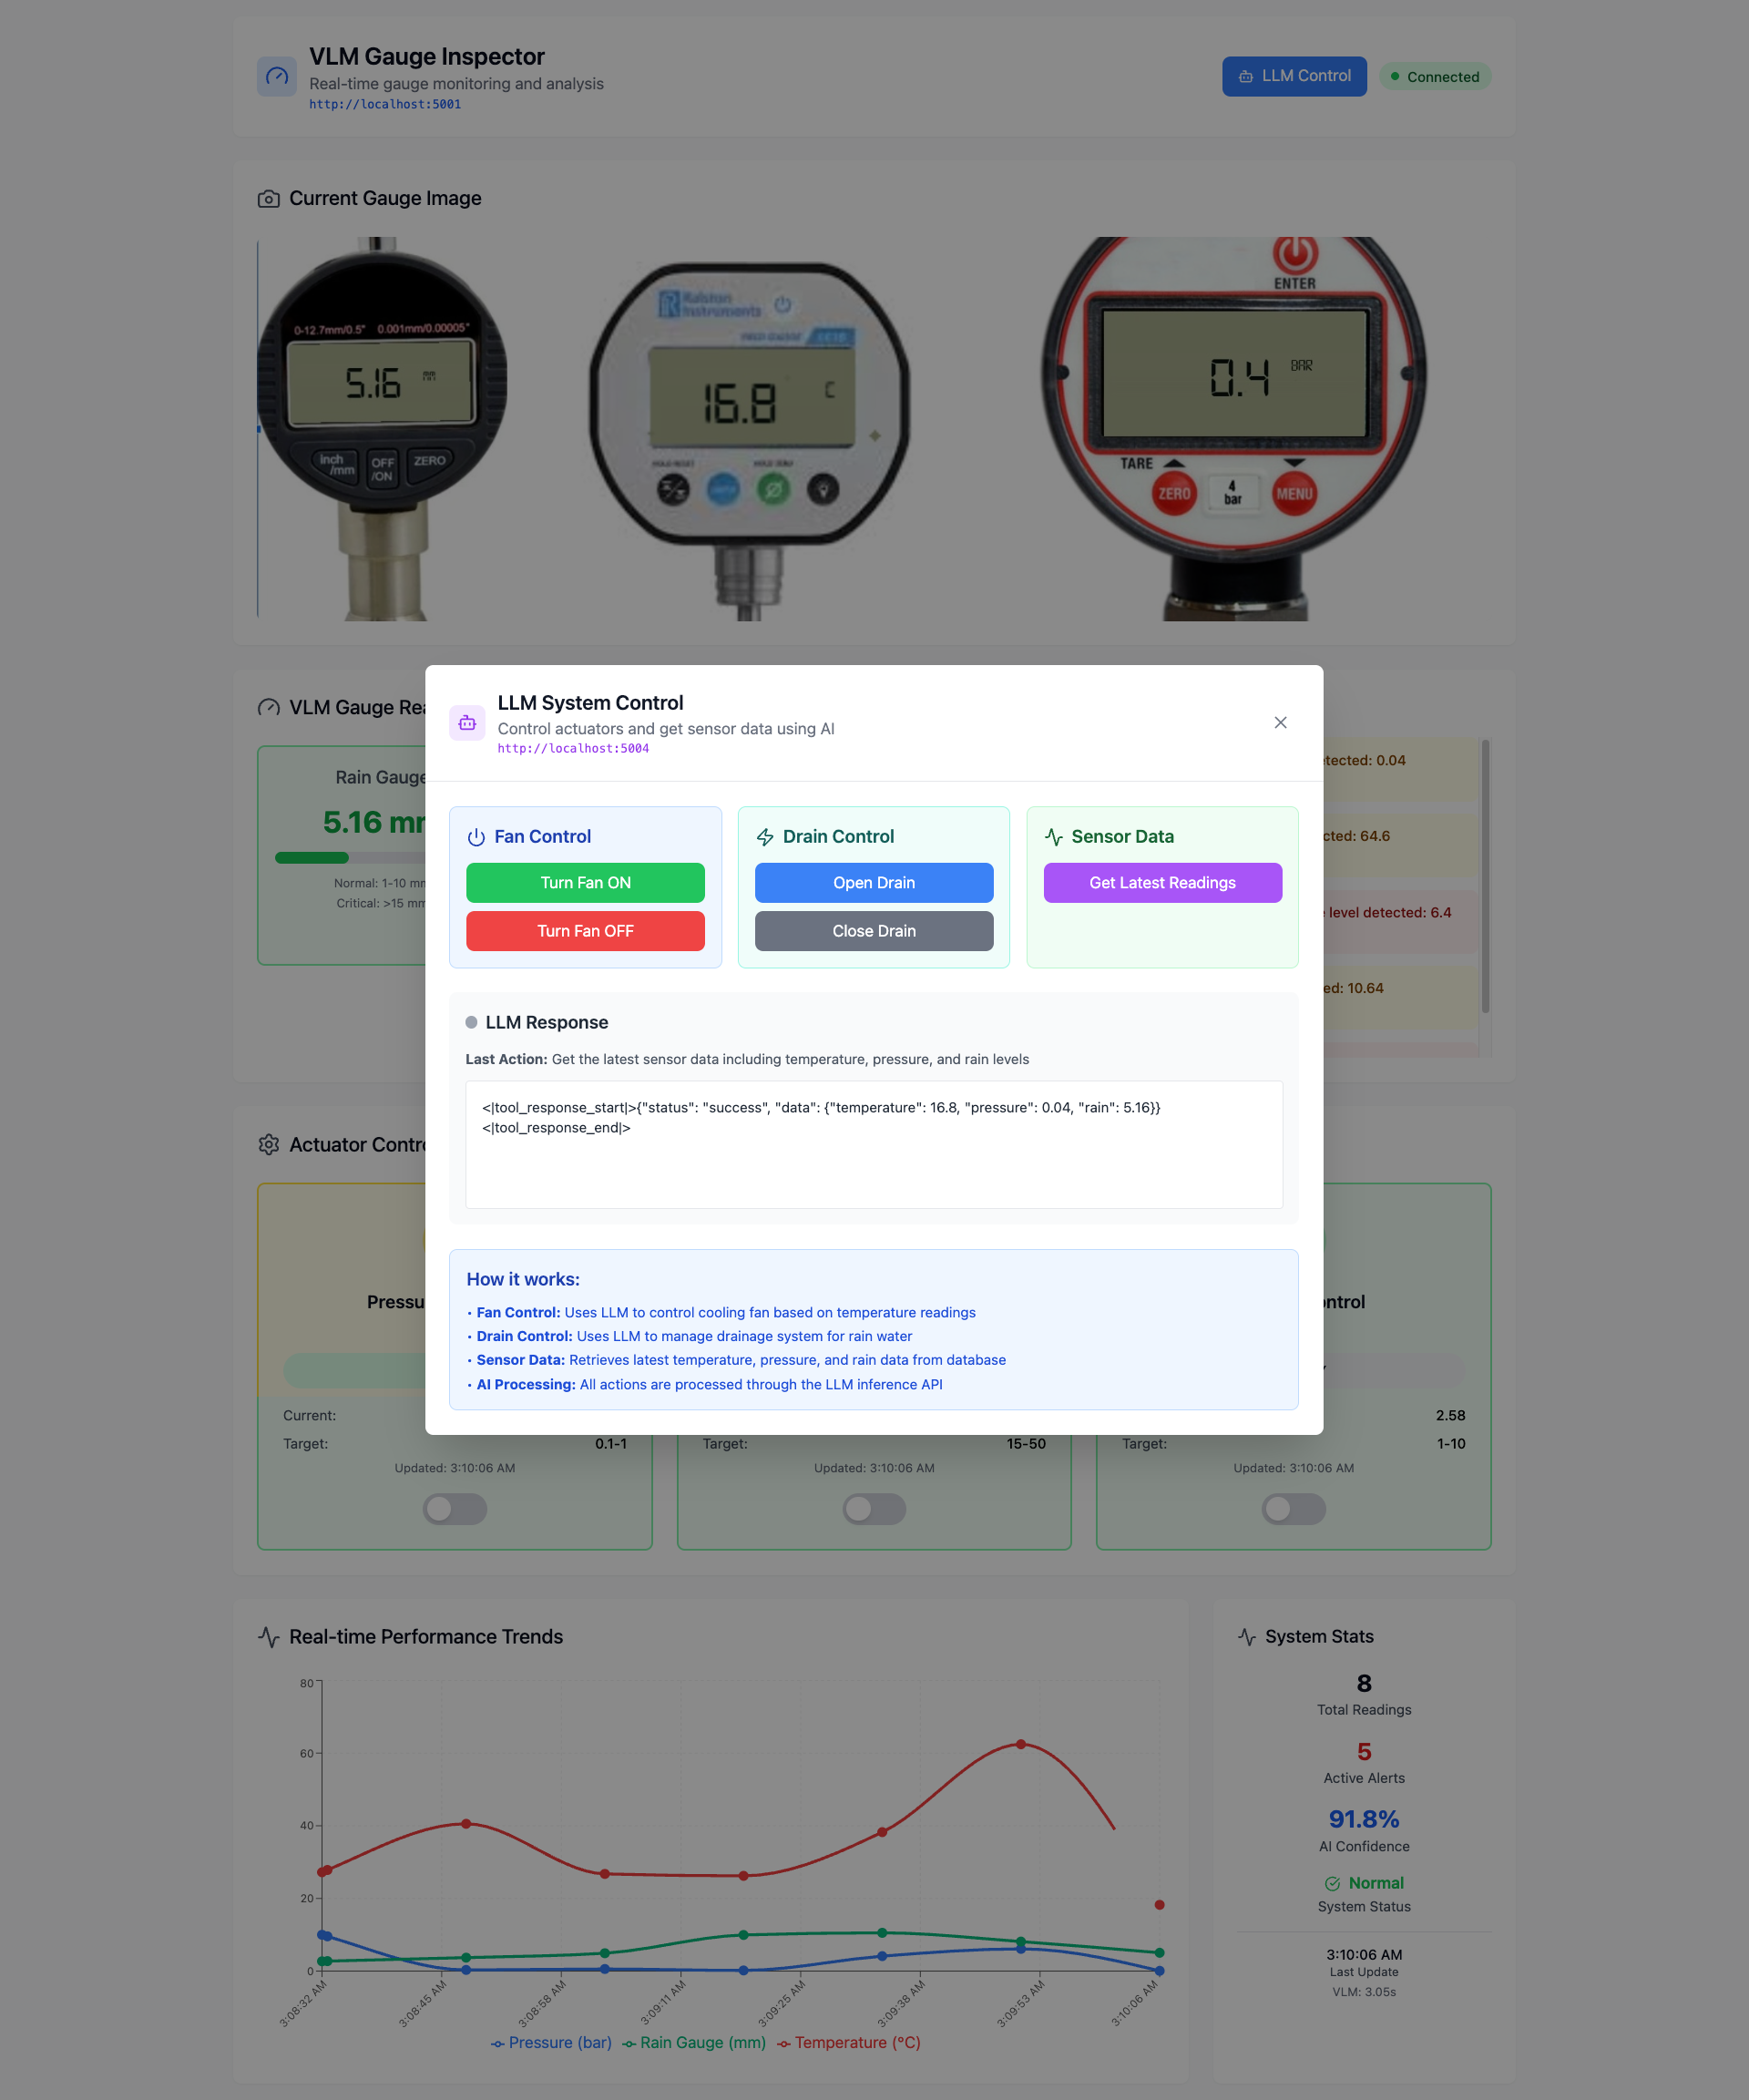 VLM Gauge Inspector
Real-time gauge monitoring and analysis
http://localhost:5001
LLM Control
Connected
Current Gauge Image
0-12.7mm/0.5" 0.001mm/0.00005"
5.16 mm
inch/mm
OFF/ON
ZERO
Ralston
Instruments
16.8 C
ENTER
0.4 BAR
TARE
ZERO
4 bar
MENU
VLM Gauge Rea
Rain Gauge
5.16 mm
Normal: 1-10 mm
Critical: >15 mm
etected: 0.04
cted: 64.6
e level detected: 6.4
ed: 10.64
LLM System Control
Control actuators and get sensor data using AI
http://localhost:5004
Fan Control
Turn Fan ON
Turn Fan OFF
Drain Control
Open Drain
Close Drain
Sensor Data
Get Latest Readings
LLM Response
Last Action: Get the latest sensor data including temperature, pressure, and rain levels
<|tool_response_start|>{"status": "success", "data": {"temperature": 16.8, "pressure": 0.04, "rain": 5.16}}
<|tool_response_end|>
How it works:
• Fan Control: Uses LLM to control cooling fan based on temperature readings
• Drain Control: Uses LLM to manage drainage system for rain water
• Sensor Data: Retrieves latest temperature, pressure, and rain data from database
• AI Processing: All actions are processed through the LLM inference API
Actuator Contro
Pressu
ontrol
Current:
2.58
Target: 0.1-1
Target: 15-50
Target: 1-10
Updated: 3:10:06 AM
Updated: 3:10:06 AM
Updated: 3:10:06 AM
Real-time Performance Trends
80
60
40
20
0
3:08:32 AM
3:08:45 AM
3:08:58 AM
3:09:11 AM
3:09:25 AM
3:09:38 AM
3:09:53 AM
3:10:06 AM
Pressure (bar)
Rain Gauge (mm)
Temperature (°C)
System Stats
8
Total Readings
5
Active Alerts
91.8%
AI Confidence
Normal
System Status
3:10:06 AM
Last Update
VLM: 3.05s